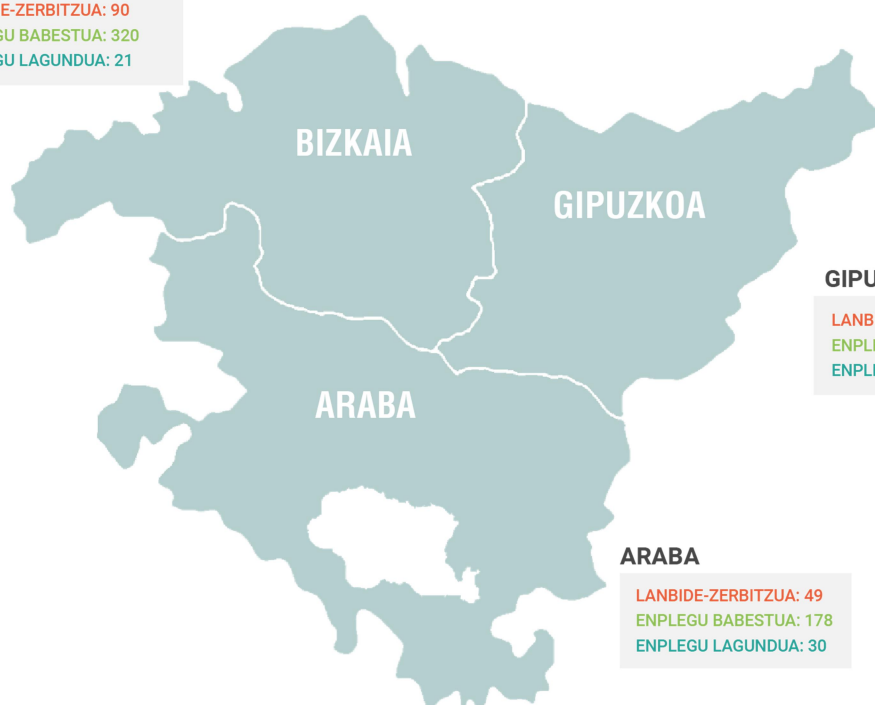 E-ZERBITZUA: 90
GU BABESTUA: 320
GU LAGUNDUA: 21
BIZKAIA
GIPUZKOA
GIPU
LANB
ENPL
ENPL
ARABA
ARABA
LANBIDE-ZERBITZUA: 49
ENPLEGU BABESTUA: 178
ENPLEGU LAGUNDUA: 30